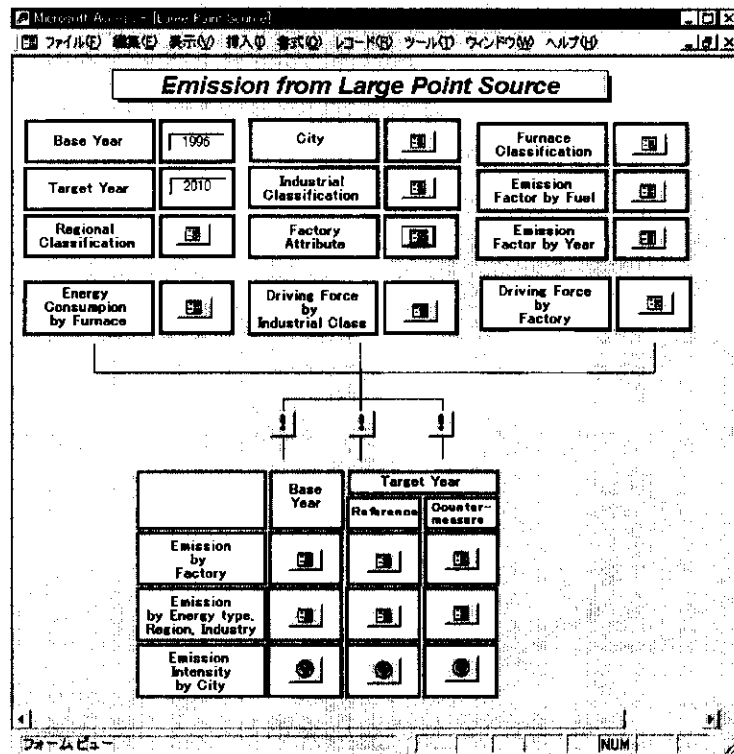 Microsoft Access - [Large Point Source]
ファイル(F) 編集(E) 表示(V) 挿入(I) 書式(O) レコード(R) ツール(T) ウィンドウ(W) ヘルプ(H)
Emission from Large Point Source
Base Year
1995
City
Furnace
Classification
Target Year
2010
Industrial
Classification
Emission
Factor by Fuel
Regional
Classification
Factory
Attribute
Emission
Factor by Year
Energy
Consumpion
by Furnace
Driving Force
by
Industrial Class
Driving Force
by
Factory
Base
Year
Target Year
Reference
Counter-
measure
Emission
by
Factory
Emission
by Energy type,
Region, Industry
Emission
Intensity
by City
フォーム ビュー
NUM